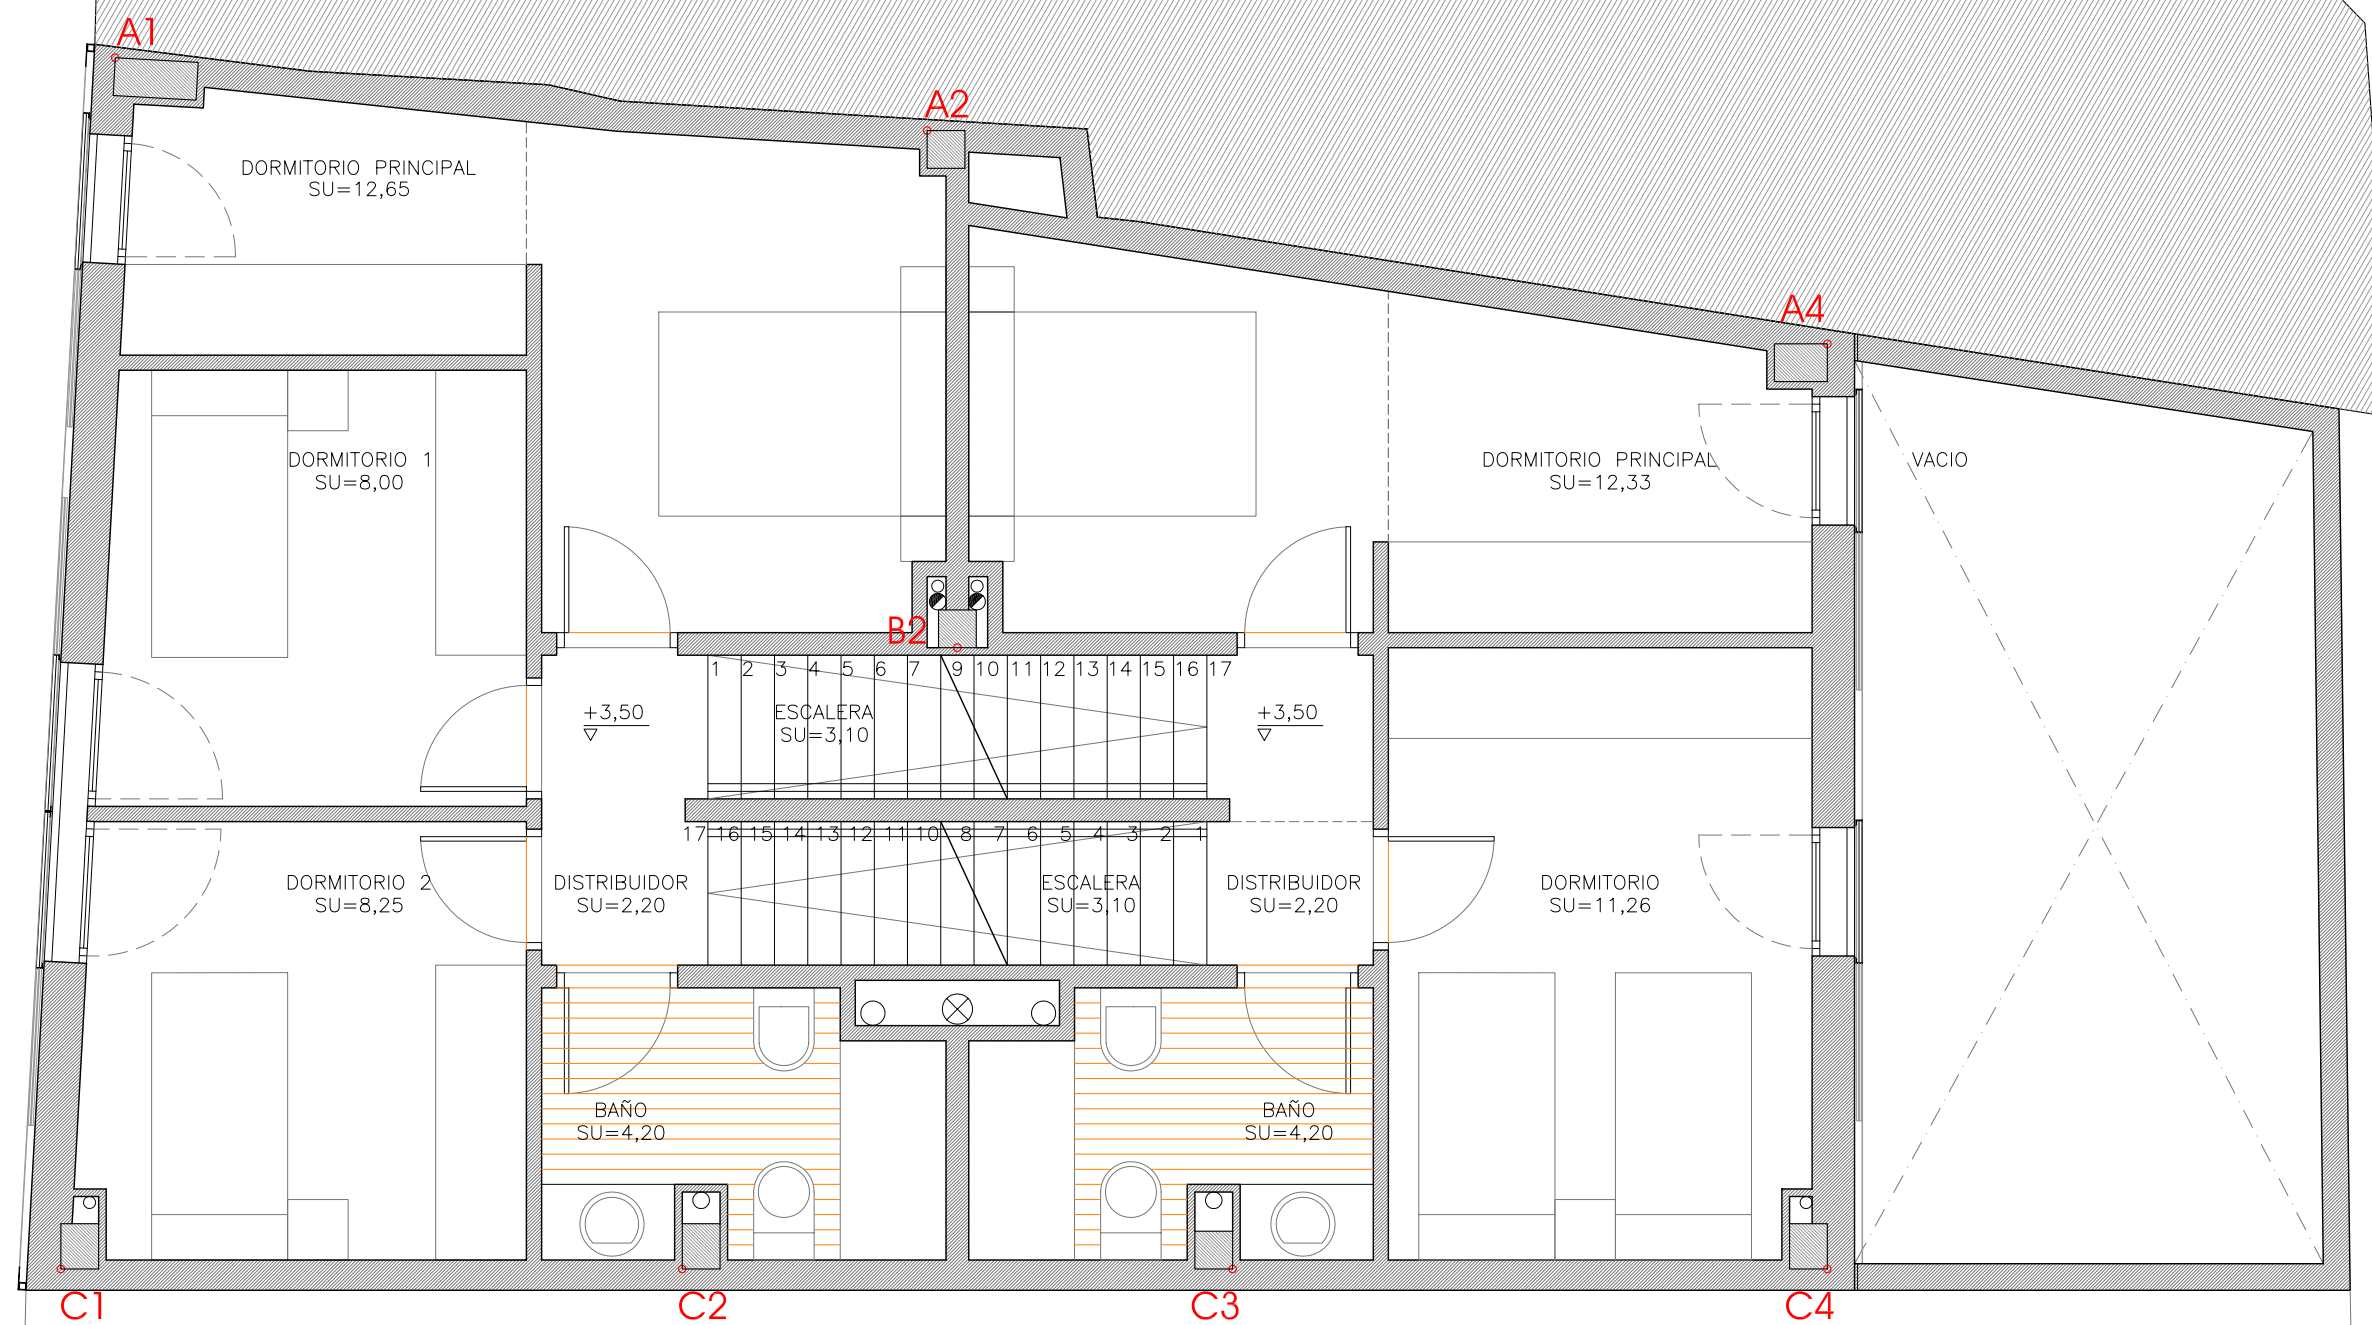 A1
A2
DORMITORIO PRINCIPAL
SU=12,65
A4
DORMITORIO 1
SU=8,00
DORMITORIO PRINCIPAL
SU=12,33
VACIO
B2
1 2 3 4 5 6 7 9 10 11 12 13 14 15 16 17
+3,50
ESCALERA
SU=3,10
+3,50
17 16 15 14 13 12 11 10 8 7 6 5 4 3 2 1
DORMITORIO 2
SU=8,25
DISTRIBUIDOR
SU=2,20
ESCALERA
SU=3,10
DISTRIBUIDOR
SU=2,20
DORMITORIO
SU=11,26
BAÑO
SU=4,20
BAÑO
SU=4,20
C1
C2
C3
C4